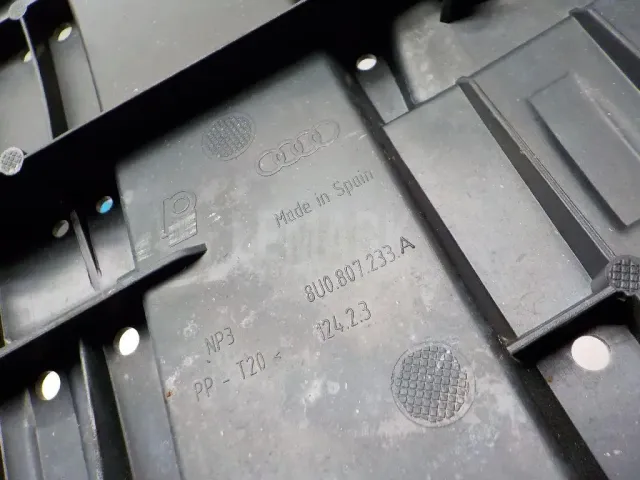 Made in Spain
8U0.807.233.A
124.2.3
NP3
PP - T20 <